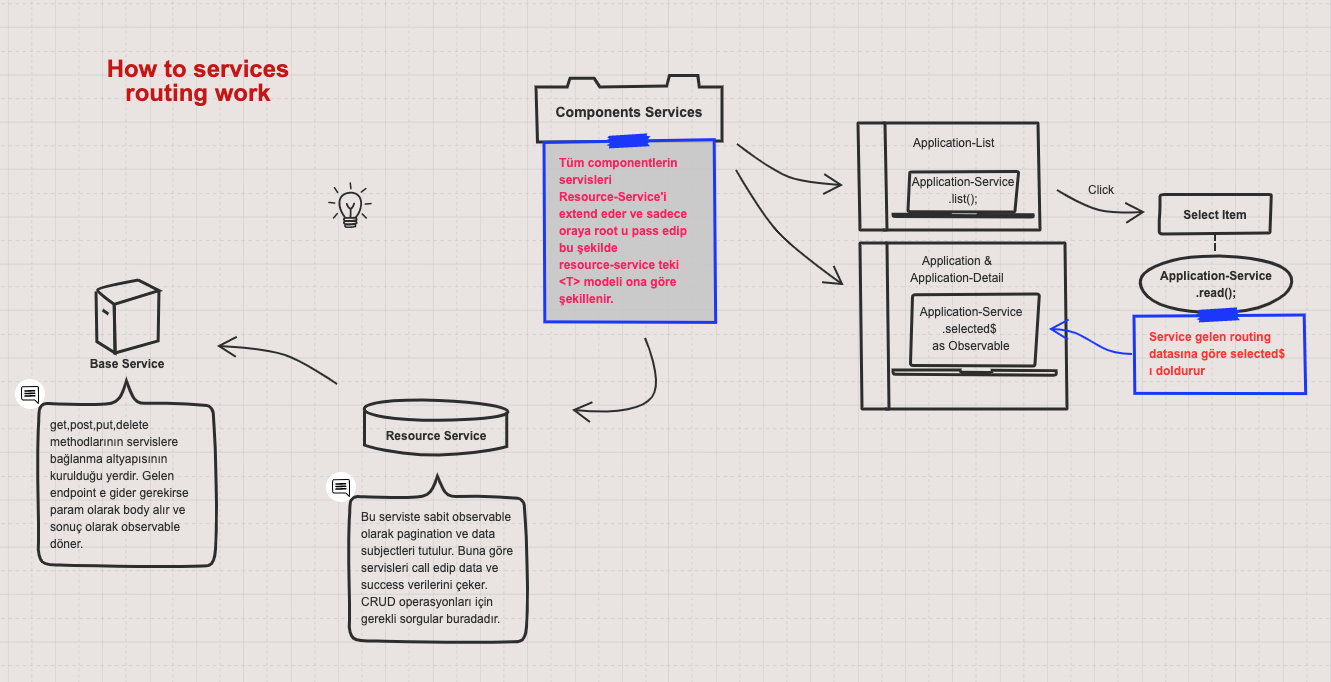 How to services
routing work
Components Services
Tüm componentlerin
servisleri
Resource-Service'i
extend eder ve sadece
oraya root u pass edip
bu şekilde
resource-service teki
<T> modeli ona göre
şekillenir.
Application-List
Application-Service
.list();
Click
Select Item
Application-Service
.read();
Application &
Application-Detail
Application-Service
.selected$
as Observable
Service gelen routing
datasına göre selected$
ı doldurur
Base Service
get,post,put,delete
methodlarının servislere
bağlanma altyapısının
kurulduğu yerdir. Gelen
endpoint e gider gerekirse
param olarak body alır ve
sonuç olarak observable
döner.
Resource Service
Bu serviste sabit observable
olarak pagination ve data
subjectleri tutulur. Buna göre
servisleri call edip data ve
success verilerini çeker.
CRUD operasyonları için
gerekli sorgular buradadır.